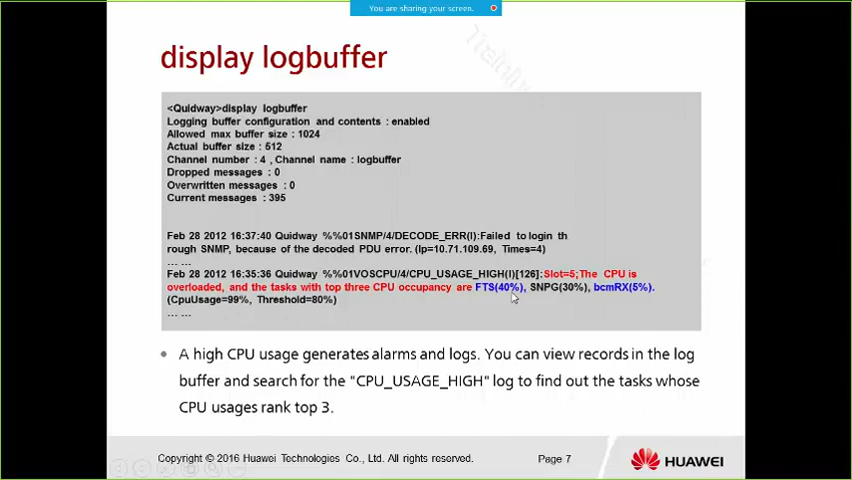 You are sharing your screen.
display logbuffer
<Quidway>display logbuffer
Logging buffer configuration and contents : enabled
Allowed max buffer size : 1024
Actual buffer size : 512
Channel number : 4 , Channel name : logbuffer
Dropped messages : 0
Overwritten messages : 0
Current messages : 395
Feb 28 2012 16:37:40 Quidway %%01SNMP/4/DECODE_ERR(l):Failed to login th
rough SNMP, because of the decoded PDU error. (Ip=10.71.109.69, Times=4)
... ...
Feb 28 2012 16:35:36 Quidway %%01VOSCPU/4/CPU_USAGE_HIGH(l)[126]:Slot=5;The CPU is
overloaded, and the tasks with top three CPU occupancy are FTS(40%), SNPG(30%), bcmRX(5%).
(CpuUsage=99%, Threshold=80%)
... ...
• A high CPU usage generates alarms and logs. You can view records in the log
buffer and search for the "CPU_USAGE_HIGH" log to find out the tasks whose
CPU usages rank top 3.
Copyright © 2016 Huawei Technologies Co., Ltd. All rights reserved.
Page 7
HUAWEI